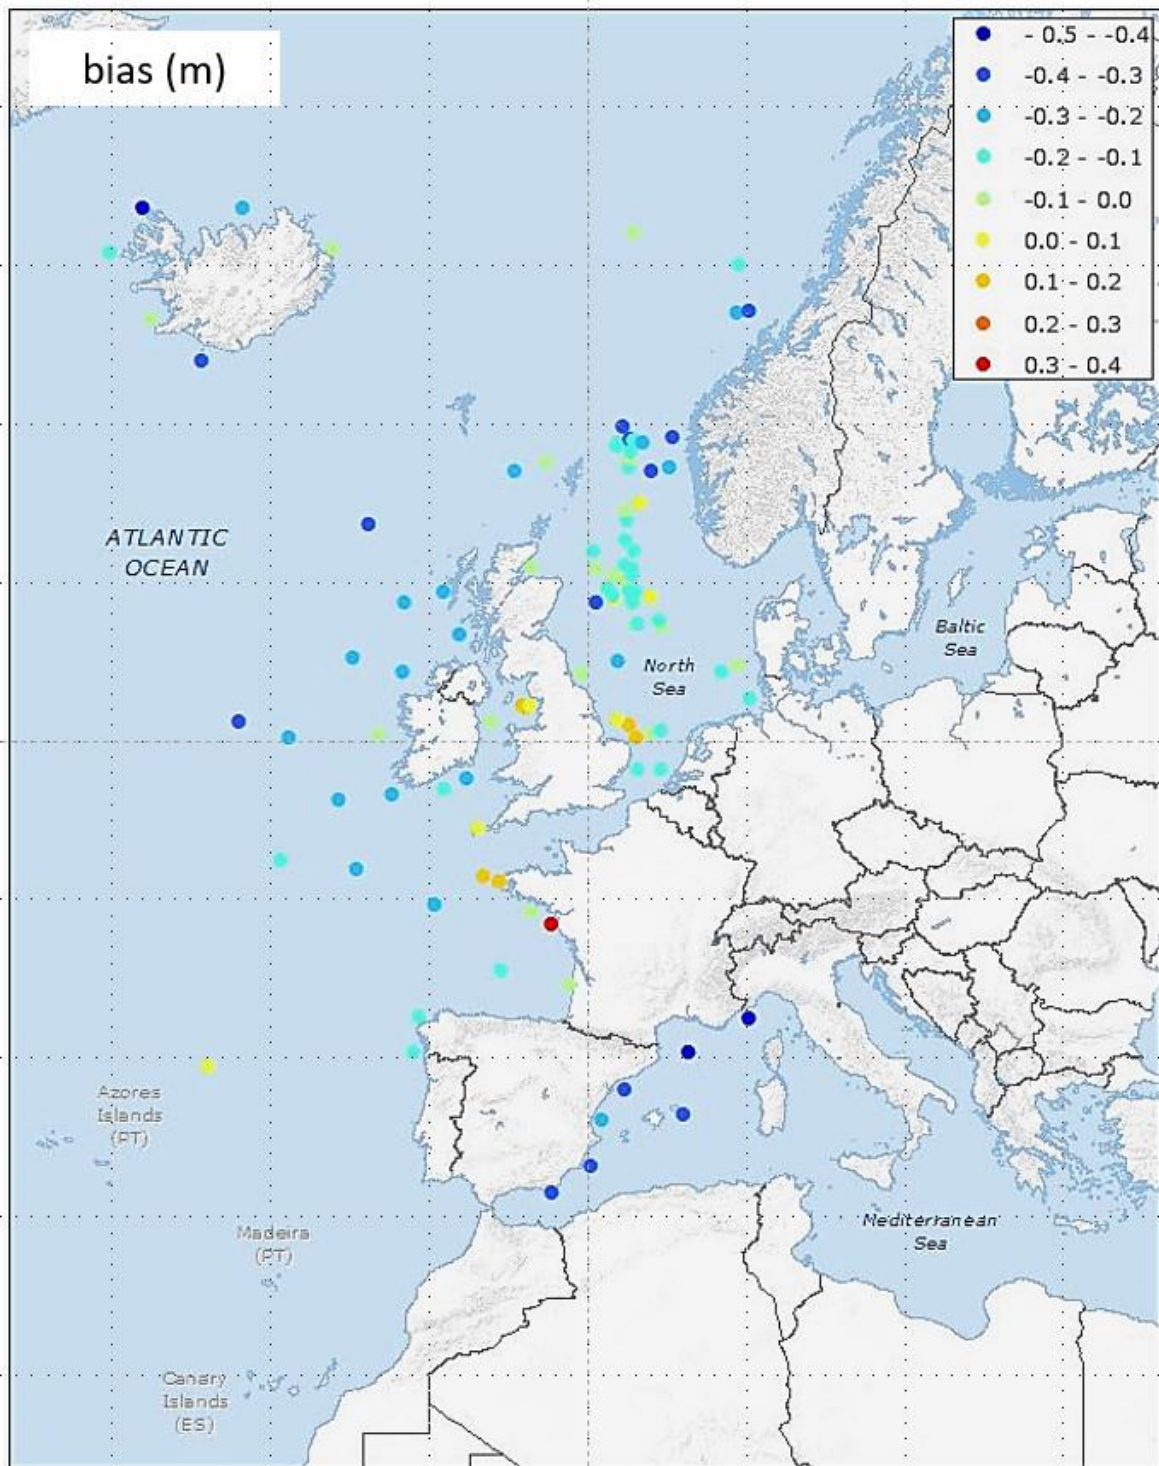 bias (m)
- 0.5 - -0.4
-0.4 - -0.3
-0.3 - -0.2
-0.2 - -0.1
-0.1 - 0.0
0.0 - 0.1
0.1 - 0.2
0.2 - 0.3
0.3 - 0.4
ATLANTIC
OCEAN
Baltic
Sea
North
Sea
Azores
Islands
(PT)
Madeira
(PT)
Mediterranean
Sea
Canary
Islands
(ES)